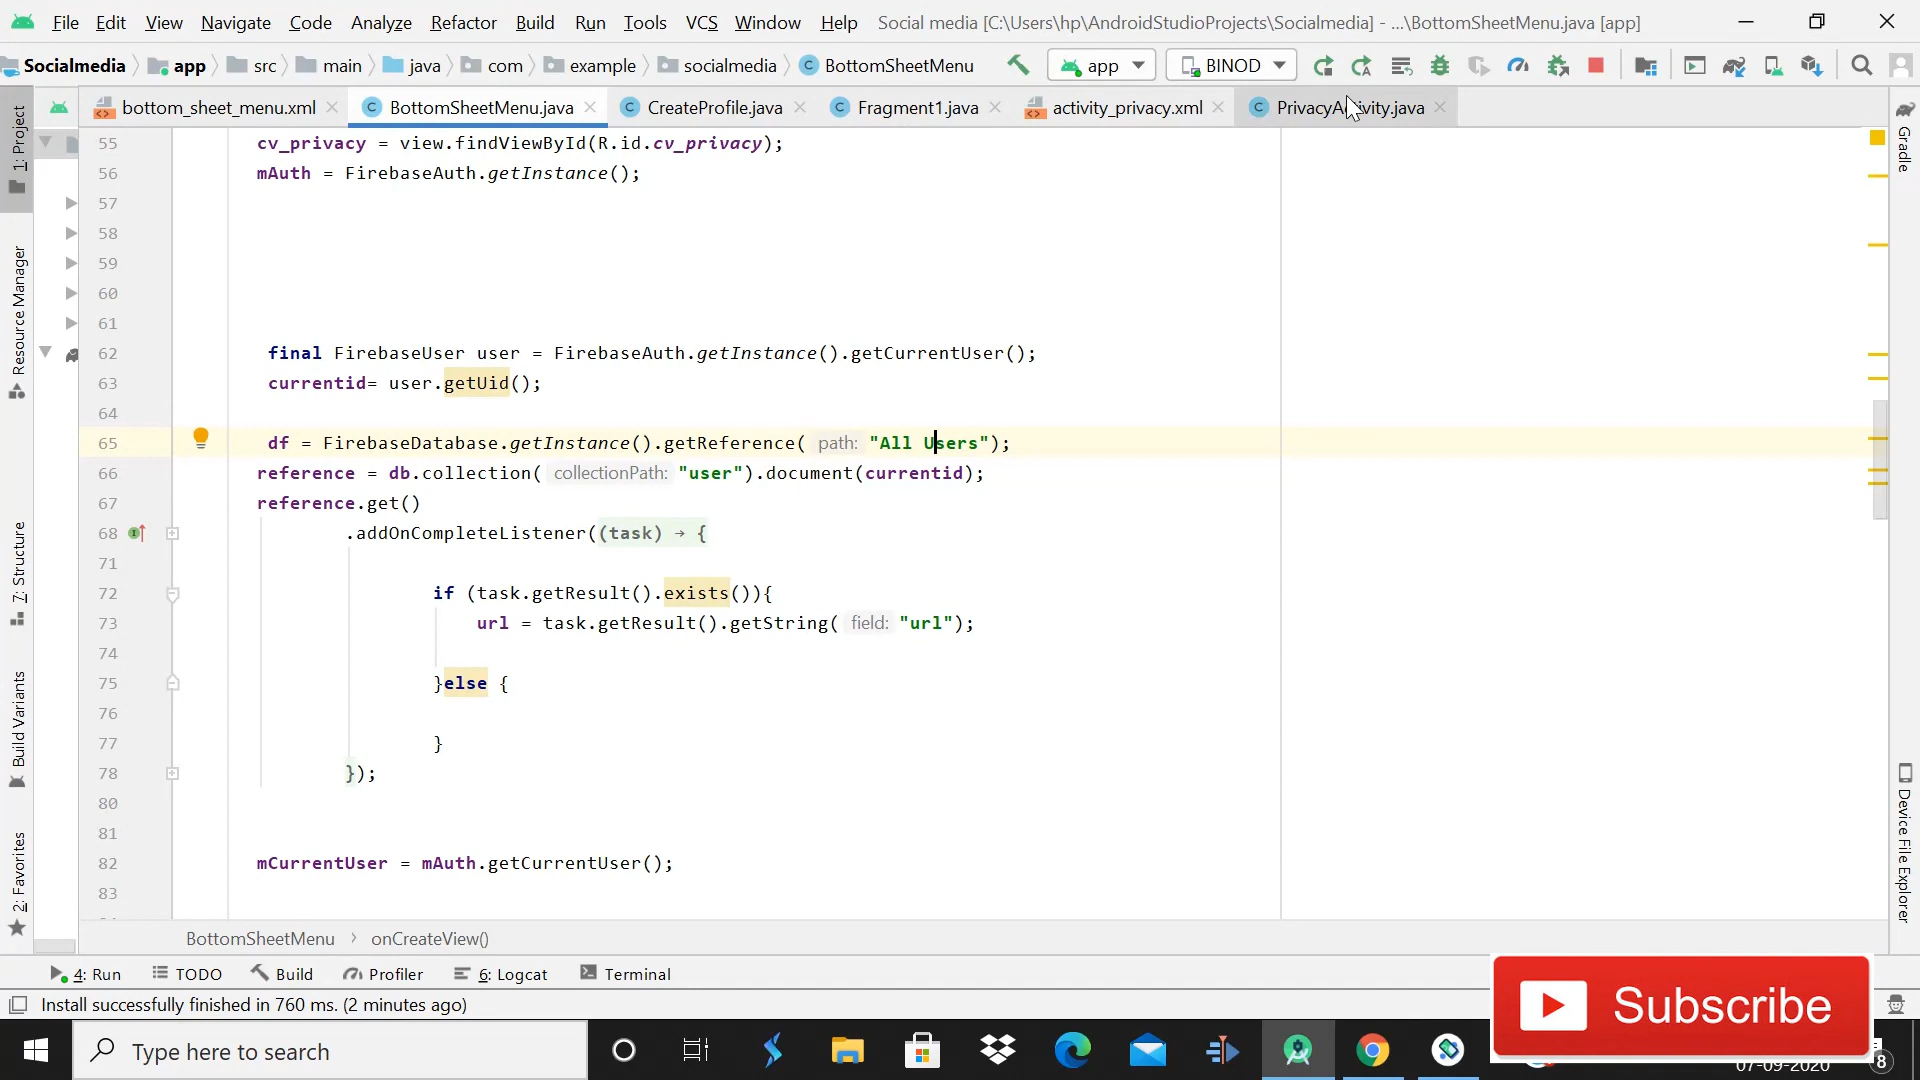 File Edit View Navigate Code Analyze Refactor Build Run Tools VCS Window Help Social media [C:\Users\hp\AndroidStudioProjects\Socialmedia] - ...\BottomSheetMenu.java [app]
Socialmedia app src main java com example socialmedia BottomSheetMenu app BINOD
bottom_sheet_menu.xml BottomSheetMenu.java CreateProfile.java Fragment1.java activity_privacy.xml PrivacyActivity.java
1: Project
Resource Manager
7: Structure
Build Variants
2: Favorites
Gradle
Device File Explorer
55 cv_privacy = view.findViewById(R.id.cv_privacy);
56 mAuth = FirebaseAuth.getInstance();
57
58
59
60
61
62 final FirebaseUser user = FirebaseAuth.getInstance().getCurrentUser();
63 currentid= user.getUid();
64
65 df = FirebaseDatabase.getInstance().getReference( path: "All Users");
66 reference = db.collection( collectionPath: "user").document(currentid);
67 reference.get()
68 .addOnCompleteListener((task) → {
71
72 if (task.getResult().exists()){
73 url = task.getResult().getString( field: "url");
74
75 }else {
76
77 }
78 });
80
81
82 mCurrentUser = mAuth.getCurrentUser();
83
BottomSheetMenu › onCreateView()
4: Run TODO Build Profiler 6: Logcat Terminal
Install successfully finished in 760 ms. (2 minutes ago)
Subscribe
Type here to search
07-09-2020
8